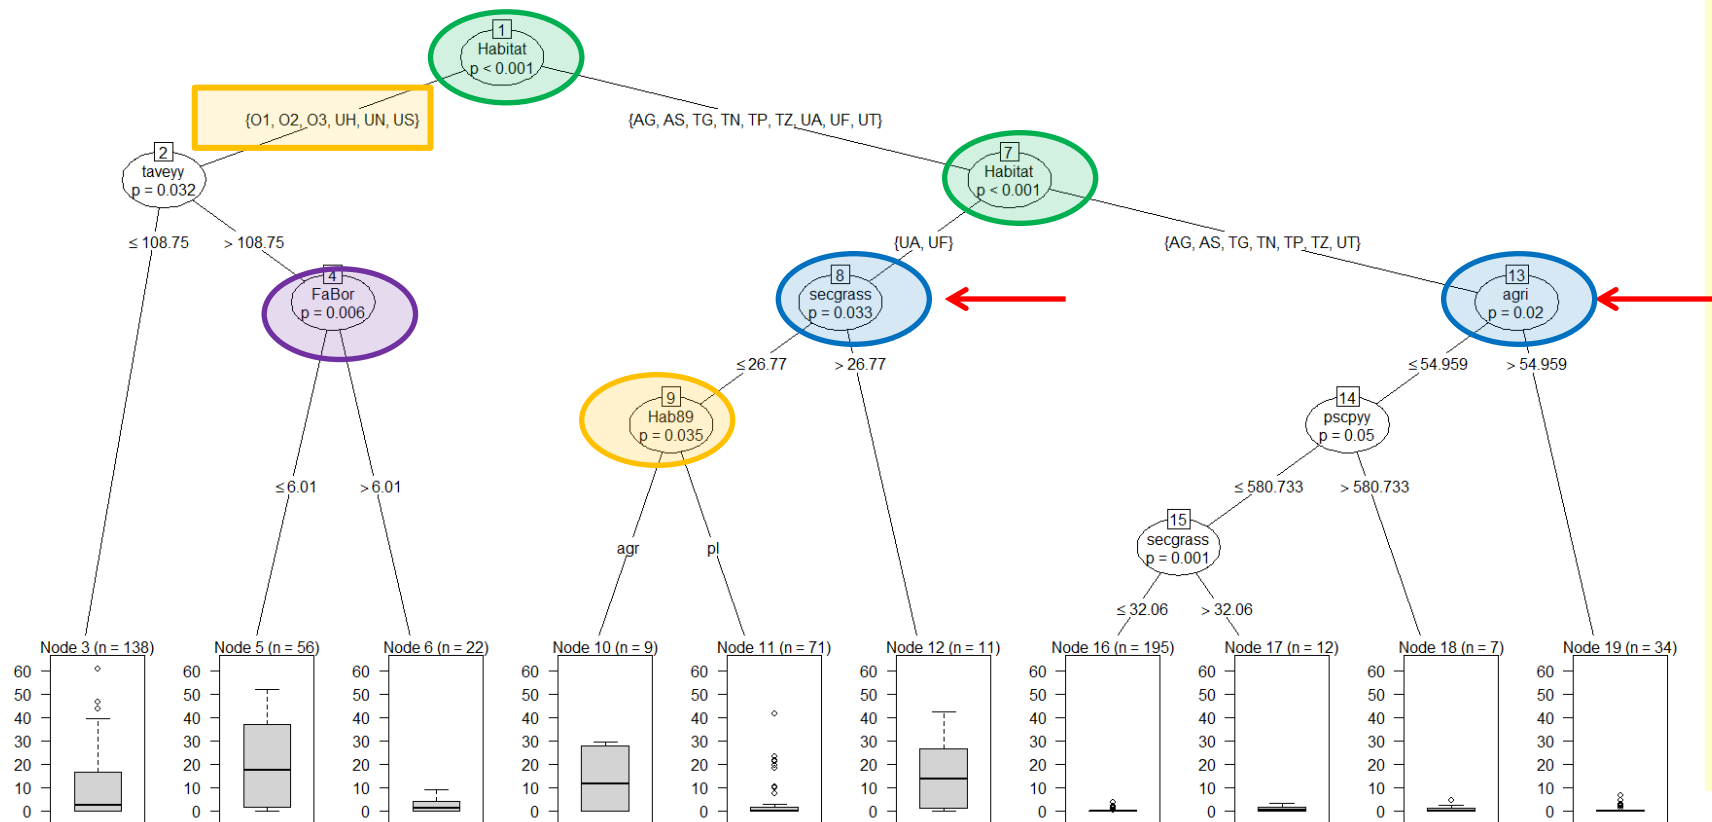 1
Habitat
p < 0.001
{O1, O2, O3, UH, UN, US}
{AG, AS, TG, TN, TP, TZ, UA, UF, UT}
2
taveyy
p = 0.032
7
Habitat
p < 0.001
≤ 108.75
> 108.75
{UA, UF}
{AG, AS, TG, TN, TP, TZ, UT}
4
FaBor
p = 0.006
8
secgrass
p = 0.033
13
agri
p = 0.02
≤ 26.77
> 26.77
≤ 54.959
> 54.959
9
Hab89
p = 0.035
14
pscpyy
p = 0.05
≤ 6.01
> 6.01
≤ 580.733
> 580.733
agr
pl
15
secgrass
p = 0.001
≤ 32.06
> 32.06
Node 3 (n = 138)
60
50
40
30
20
10
0
Node 5 (n = 56)
60
50
40
30
20
10
0
Node 6 (n = 22)
60
50
40
30
20
10
0
Node 10 (n = 9)
60
50
40
30
20
10
0
Node 11 (n = 71)
60
50
40
30
20
10
0
Node 12 (n = 11)
60
50
40
30
20
10
0
Node 16 (n = 195)
60
50
40
30
20
10
0
Node 17 (n = 12)
60
50
40
30
20
10
0
Node 18 (n = 7)
60
50
40
30
20
10
0
Node 19 (n = 34)
60
50
40
30
20
10
0